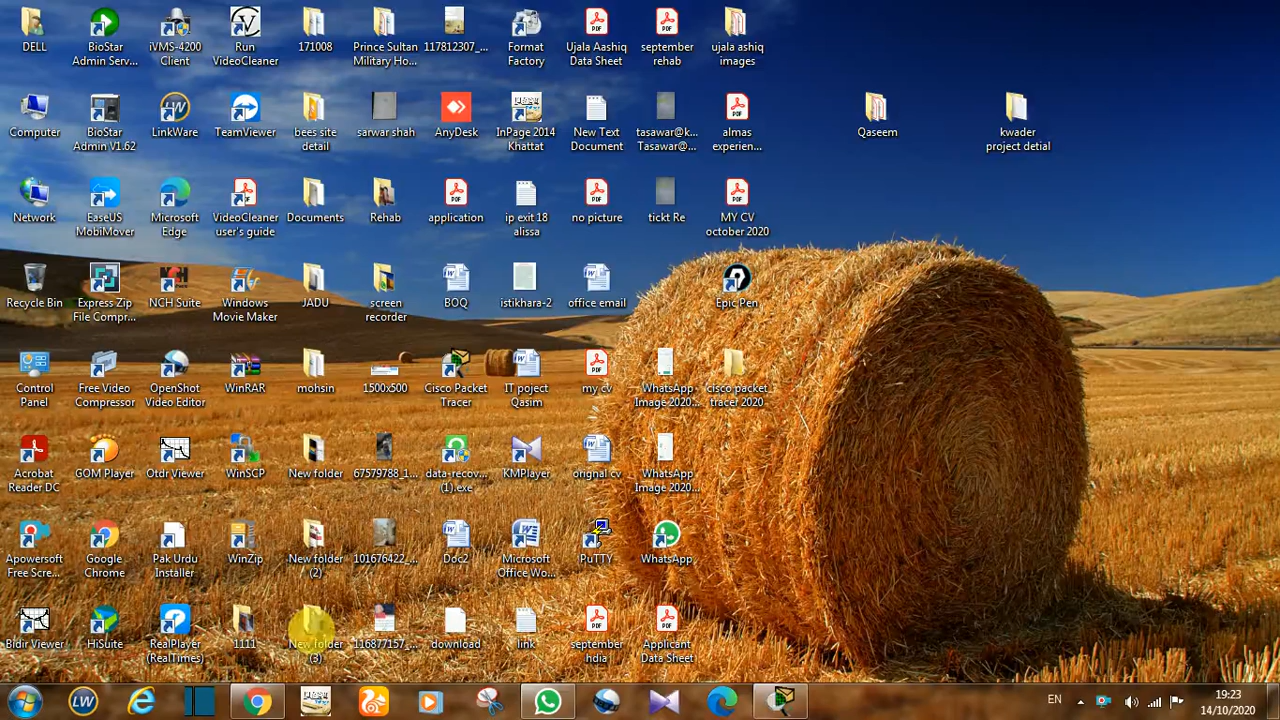 DELL
BioStar
Admin Serv...
iVMS-4200
Client
Run
VideoCleaner
171008
Prince Sultan
Military Ho...
117812307_...
Format
Factory
Ujala Aashiq
Data Sheet
september
rehab
ujala ashiq
images
Computer
BioStar
Admin V1.62
LinkWare
TeamViewer
bees site
detail
sarwar shah
AnyDesk
InPage 2014
Khattat
New Text
Document
tasawar@k...
Tasawar@...
almas
experien...
Qaseem
kwader
project detial
Network
EaseUS
MobiMover
Microsoft
Edge
VideoCleaner
user's guide
Documents
Rehab
application
ip exit 18
alissa
no picture
tickt Re
MY CV
october 2020
Recycle Bin
Express Zip
File Compr...
NCH Suite
Windows
Movie Maker
JADU
screen
recorder
BOQ
istikhara-2
office email
Epic Pen
Control
Panel
Free Video
Compressor
OpenShot
Video Editor
WinRAR
mohsin
1500x500
Cisco Packet
Tracer
IT poject
Qasim
my cv
WhatsApp
Image 2020...
cisco packet
tracer 2020
Acrobat
Reader DC
GOM Player
Otdr Viewer
WinSCP
New folder
67579788_1...
data-recov...
(1).exe
KMPlayer
orignal cv
WhatsApp
Image 2020...
Apowersoft
Free Scre...
Google
Chrome
Pak Urdu
Installer
WinZip
New folder
(2)
101676422_...
Doc2
Microsoft
Office Wo...
PuTTY
WhatsApp
Bldir Viewer
HiSuite
RealPlayer
(RealTimes)
1111
New folder
(3)
116877157_...
download
link
september
hdia
Applicant
Data Sheet
EN
19:23
14/10/2020